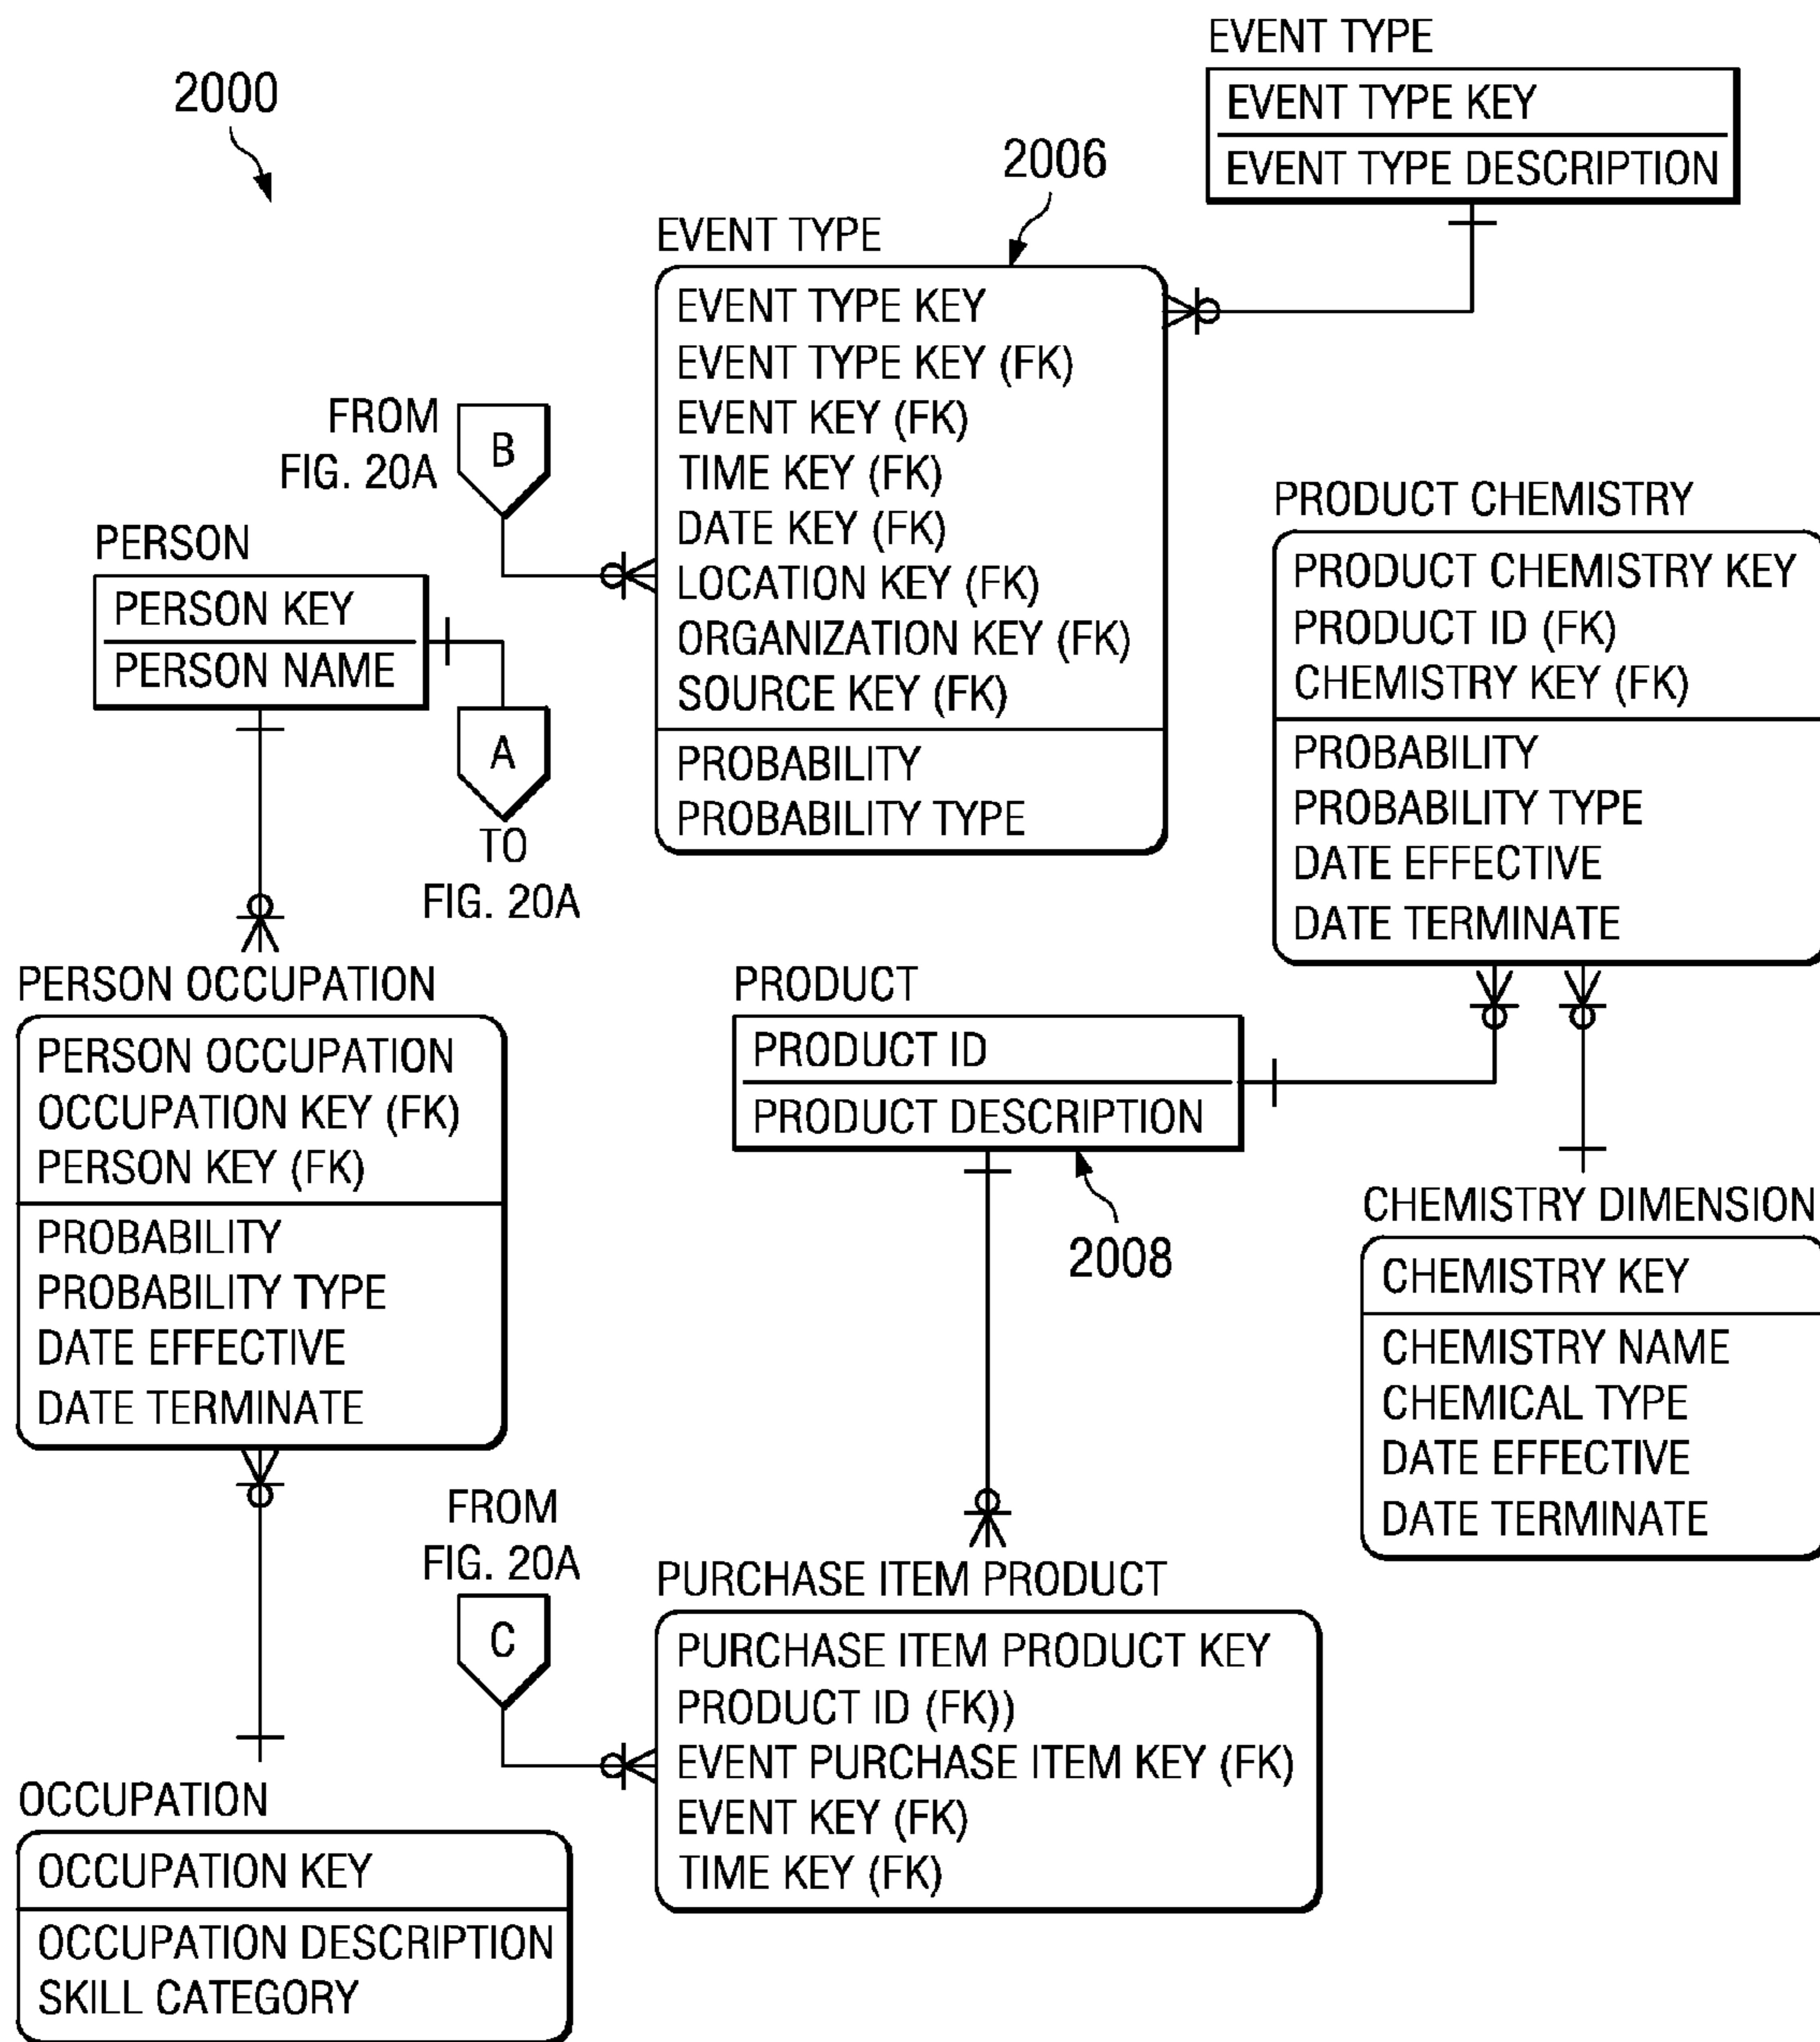 2000
EVENT TYPE
EVENT TYPE KEY
EVENT TYPE DESCRIPTION
2006
EVENT TYPE
EVENT TYPE KEY
EVENT TYPE KEY (FK)
EVENT KEY (FK)
TIME KEY (FK)
DATE KEY (FK)
LOCATION KEY (FK)
ORGANIZATION KEY (FK)
SOURCE KEY (FK)
PROBABILITY
PROBABILITY TYPE
FROM
FIG. 20A
B
PERSON
PERSON KEY
PERSON NAME
A
TO
FIG. 20A
PRODUCT CHEMISTRY
PRODUCT CHEMISTRY KEY
PRODUCT ID (FK)
CHEMISTRY KEY (FK)
PROBABILITY
PROBABILITY TYPE
DATE EFFECTIVE
DATE TERMINATE
PERSON OCCUPATION
PERSON OCCUPATION
OCCUPATION KEY (FK)
PERSON KEY (FK)
PROBABILITY
PROBABILITY TYPE
DATE EFFECTIVE
DATE TERMINATE
PRODUCT
PRODUCT ID
PRODUCT DESCRIPTION
2008
CHEMISTRY DIMENSION
CHEMISTRY KEY
CHEMISTRY NAME
CHEMICAL TYPE
DATE EFFECTIVE
DATE TERMINATE
FROM
FIG. 20A
C
PURCHASE ITEM PRODUCT
PURCHASE ITEM PRODUCT KEY
PRODUCT ID (FK))
EVENT PURCHASE ITEM KEY (FK)
EVENT KEY (FK)
TIME KEY (FK)
OCCUPATION
OCCUPATION KEY
OCCUPATION DESCRIPTION
SKILL CATEGORY